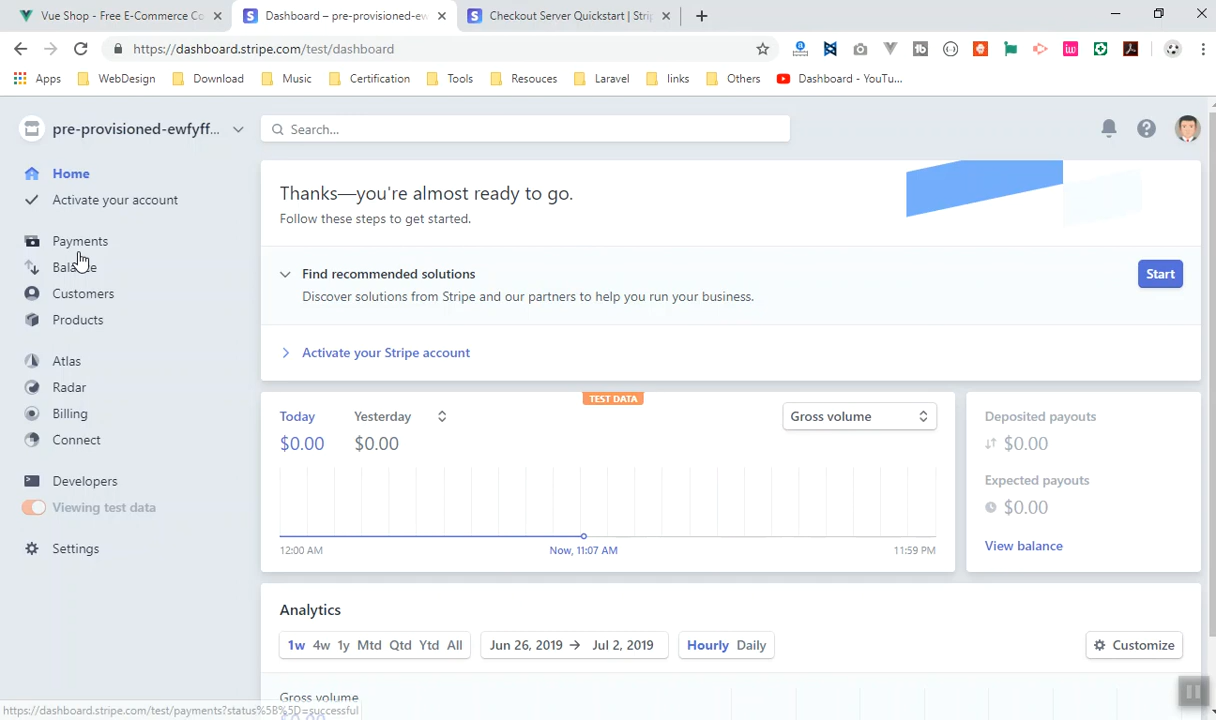 Vue Shop - Free E-Commerce Co
Dashboard – pre-provisioned-ew
Checkout Server Quickstart | Strip
https://dashboard.stripe.com/test/dashboard
Apps
WebDesign
Download
Music
Certification
Tools
Resouces
Laravel
links
Others
Dashboard - YouTu...
pre-provisioned-ewfyff...
Search...
Home
Activate your account
Payments
Balance
Customers
Products
Atlas
Radar
Billing
Connect
Developers
Viewing test data
Settings
Thanks—you're almost ready to go.
Follow these steps to get started.
Find recommended solutions
Discover solutions from Stripe and our partners to help you run your business.
Start
Activate your Stripe account
TEST DATA
Today
Yesterday
Gross volume
$0.00
$0.00
12:00 AM
Now, 11:07 AM
11:59 PM
Deposited payouts
$0.00
Expected payouts
$0.00
View balance
Analytics
1w 4w 1y Mtd Qtd Ytd All
Jun 26, 2019 → Jul 2, 2019
Hourly Daily
Customize
Gross volume
$0.00
https://dashboard.stripe.com/test/payments?status%5B%5D=successful